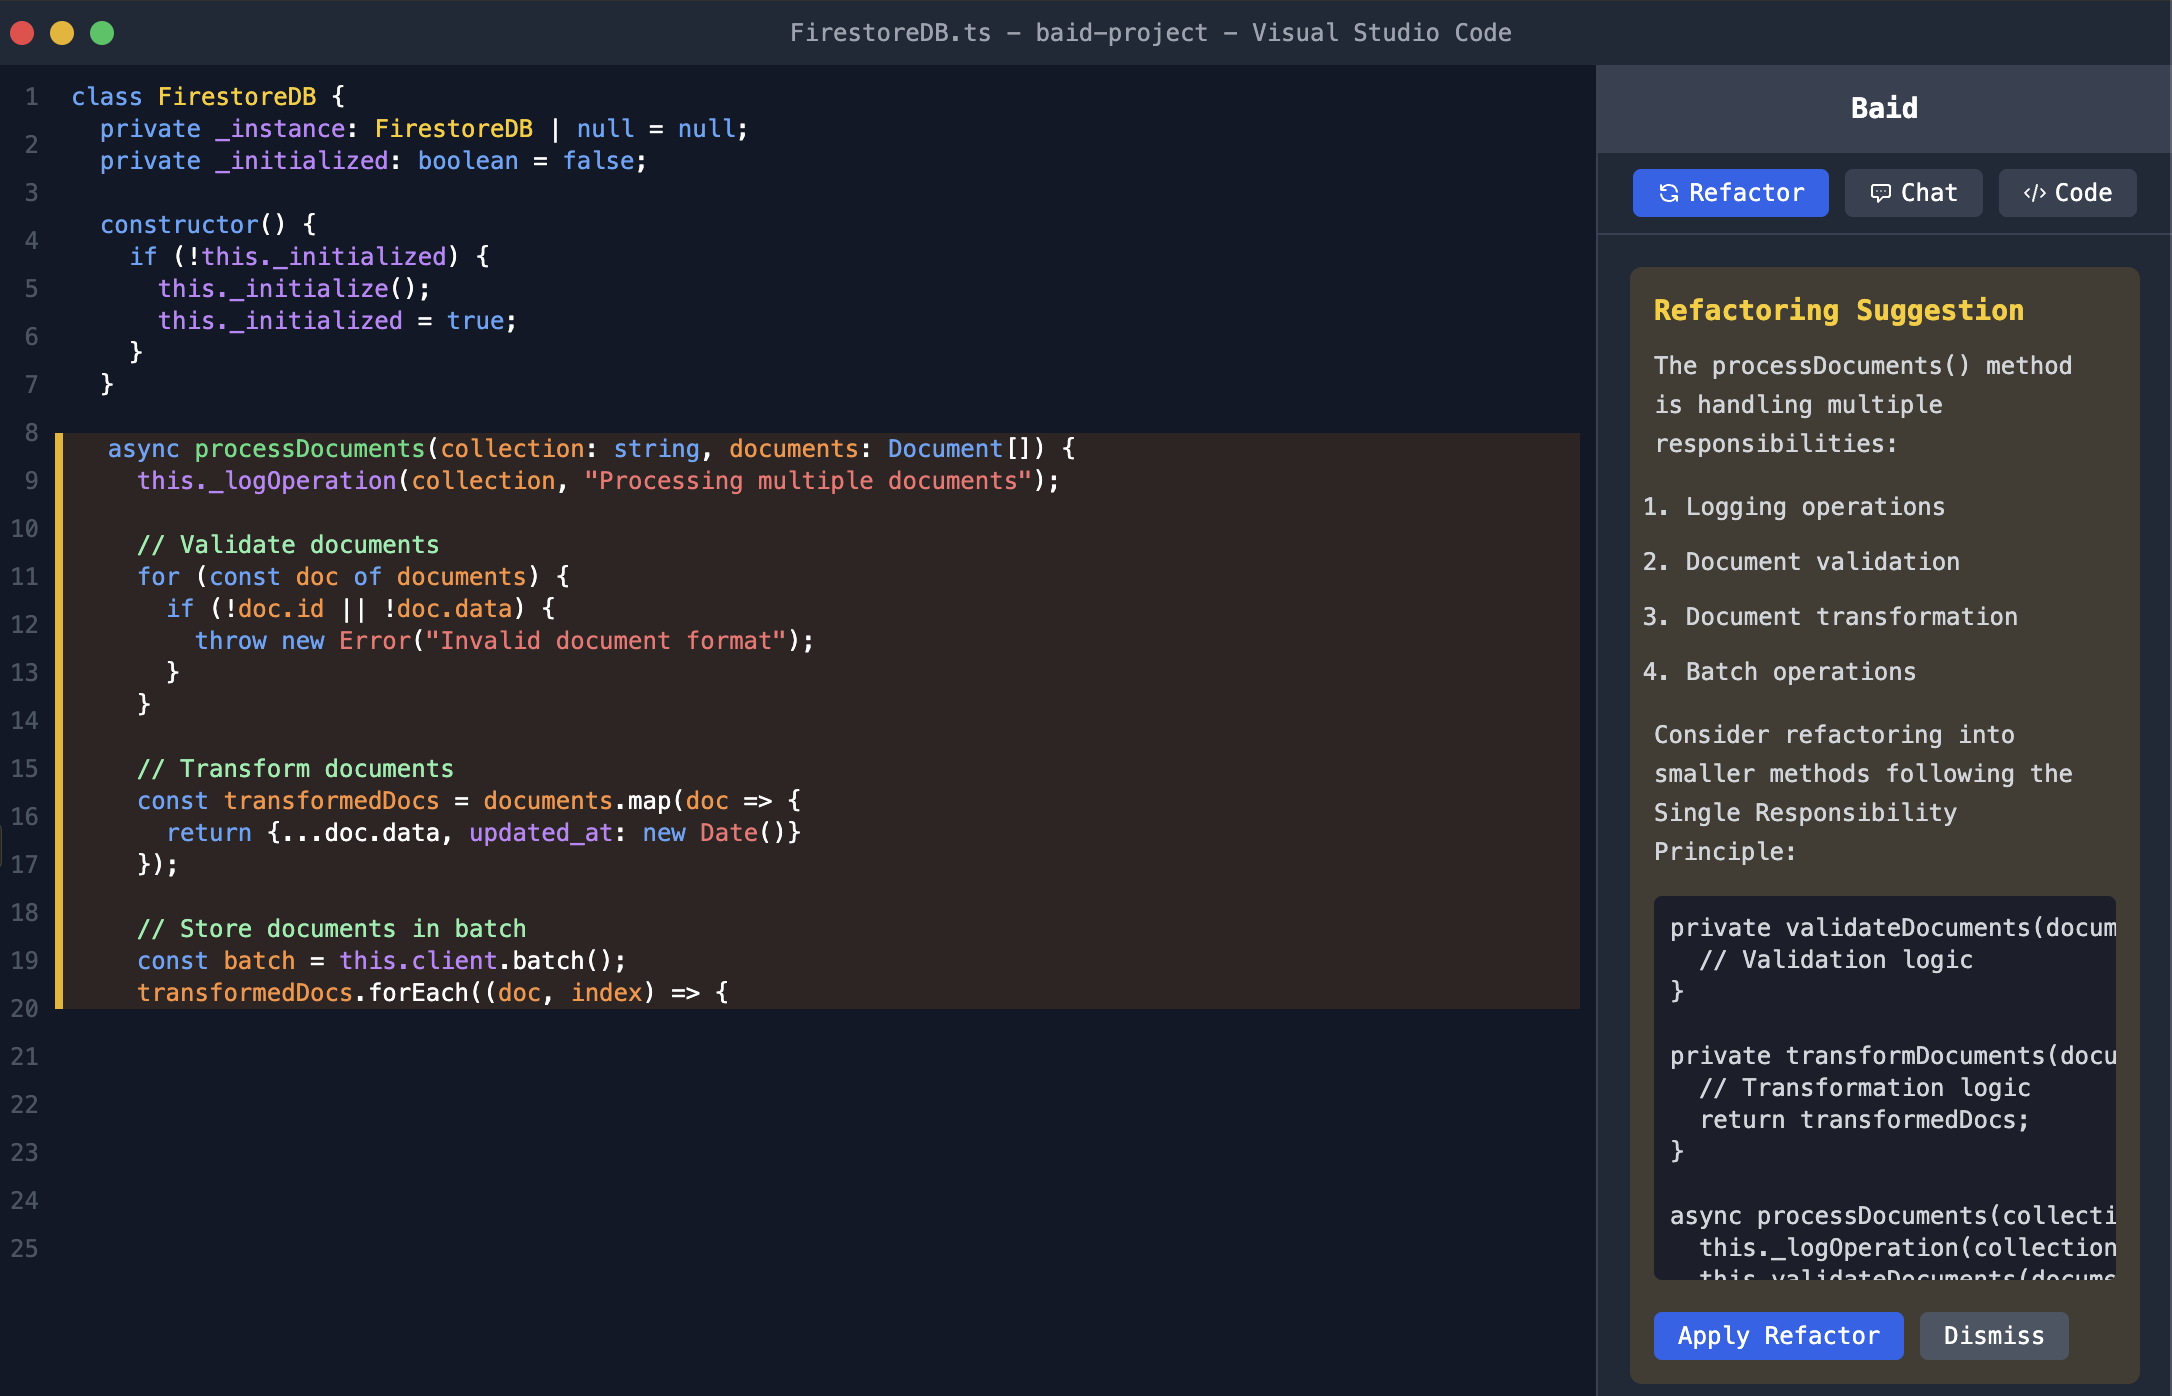 FirestoreDB.ts - baid-project - Visual Studio Code
1
2
3
4
5
6
7
8
9
10
11
12
13
14
15
16
17
18
19
20
21
22
23
24
25
class FirestoreDB {
  private _instance: FirestoreDB | null = null;
  private _initialized: boolean = false;

  constructor() {
    if (!this._initialized) {
      this._initialize();
      this._initialized = true;
    }
  }

  async processDocuments(collection: string, documents: Document[]) {
    this._logOperation(collection, "Processing multiple documents");

    // Validate documents
    for (const doc of documents) {
      if (!doc.id || !doc.data) {
        throw new Error("Invalid document format");
      }
    }

    // Transform documents
    const transformedDocs = documents.map(doc => {
      return {...doc.data, updated_at: new Date()}
    });

    // Store documents in batch
    const batch = this.client.batch();
    transformedDocs.forEach((doc, index) => {
Baid
Refactor Chat </> Code
Refactoring Suggestion
The processDocuments() method
is handling multiple
responsibilities:
1. Logging operations
2. Document validation
3. Document transformation
4. Batch operations
Consider refactoring into
smaller methods following the
Single Responsibility
Principle:
private validateDocuments(docum
  // Validation logic
}

private transformDocuments(docu
  // Transformation logic
  return transformedDocs;
}

async processDocuments(collecti
  this._logOperation(collection
  this.validateDocuments(docume
Apply Refactor Dismiss